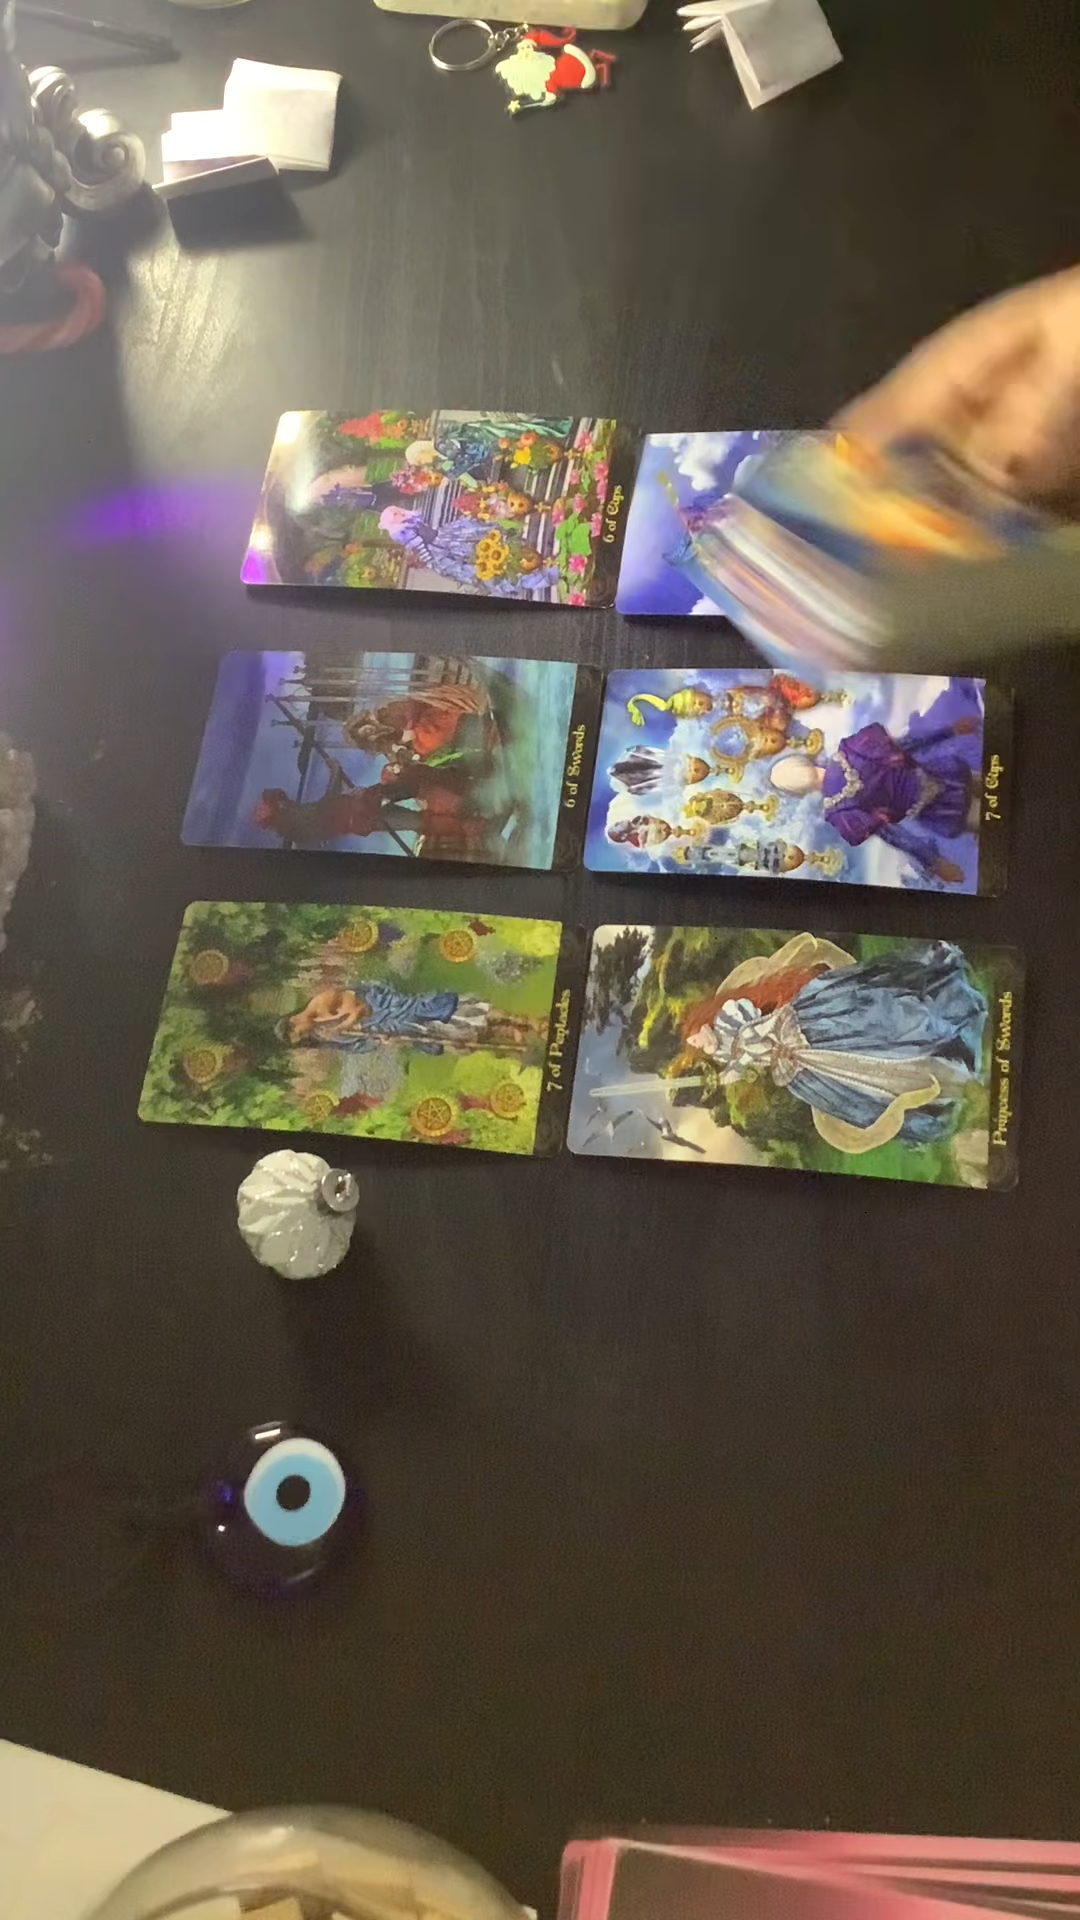 6 of Cups
6 of Swords
7 of Cups
7 of Pentacles
Princess of Swords